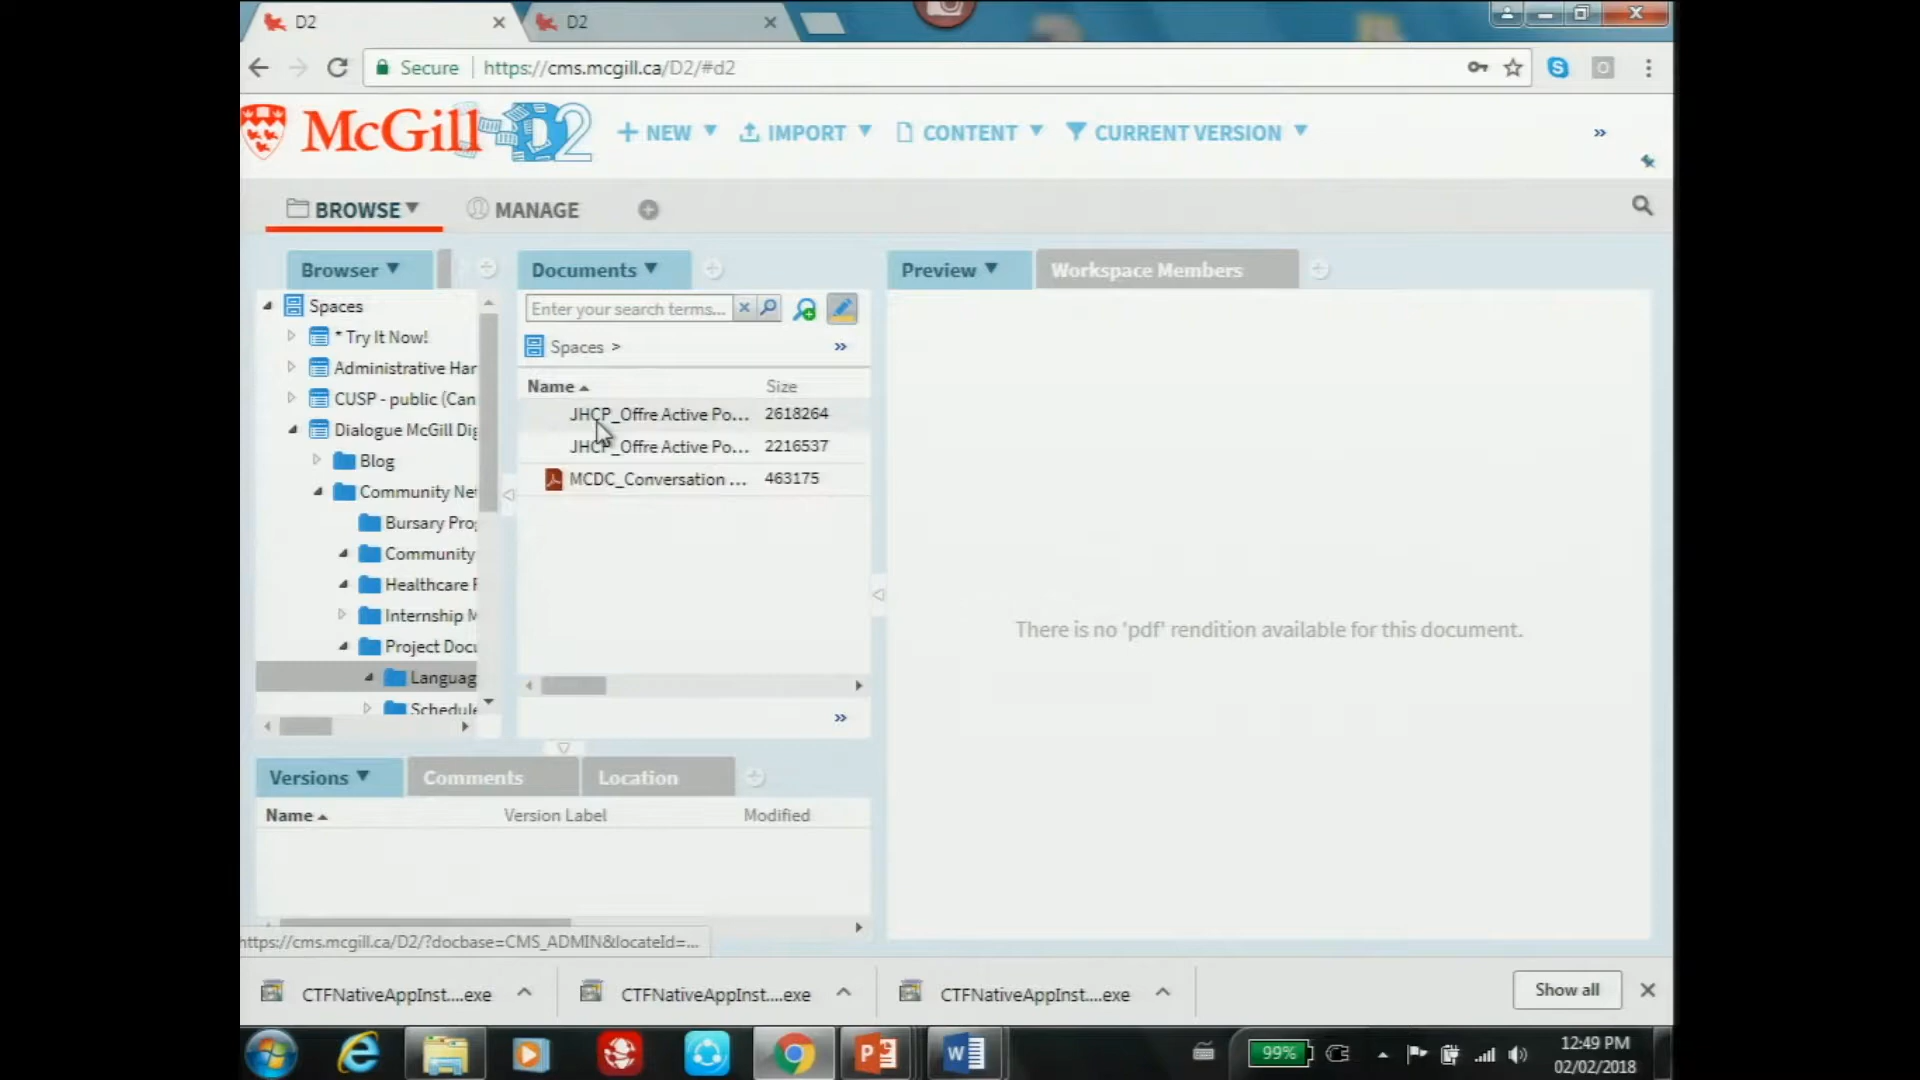 D2
D2
Secure
https://cms.mcgill.ca/D2/#d2
McGill
D2
NEW
IMPORT
CONTENT
CURRENT VERSION
BROWSE
MANAGE
Browser
Documents
Preview
Workspace Members
Spaces
* Try It Now!
Administrative Har
CUSP - public (Can
Dialogue McGill Dig
Blog
Community Net
Bursary Prog
Community
Healthcare
Internship M
Project Docu
Languag
Schedule
Enter your search terms...
Spaces >
Name
Size
JHCP_Offre Active Po...
2618264
JHCP_Offre Active Po...
2216537
MCDC_Conversation ...
463175
There is no 'pdf' rendition available for this document.
Versions
Comments
Location
Name
Version Label
Modified
https://cms.mcgill.ca/D2/?docbase=CMS_ADMIN&locateId=...
CTFNativeAppInst....exe
CTFNativeAppInst....exe
CTFNativeAppInst....exe
Show all
99%
12:49 PM
02/02/2018